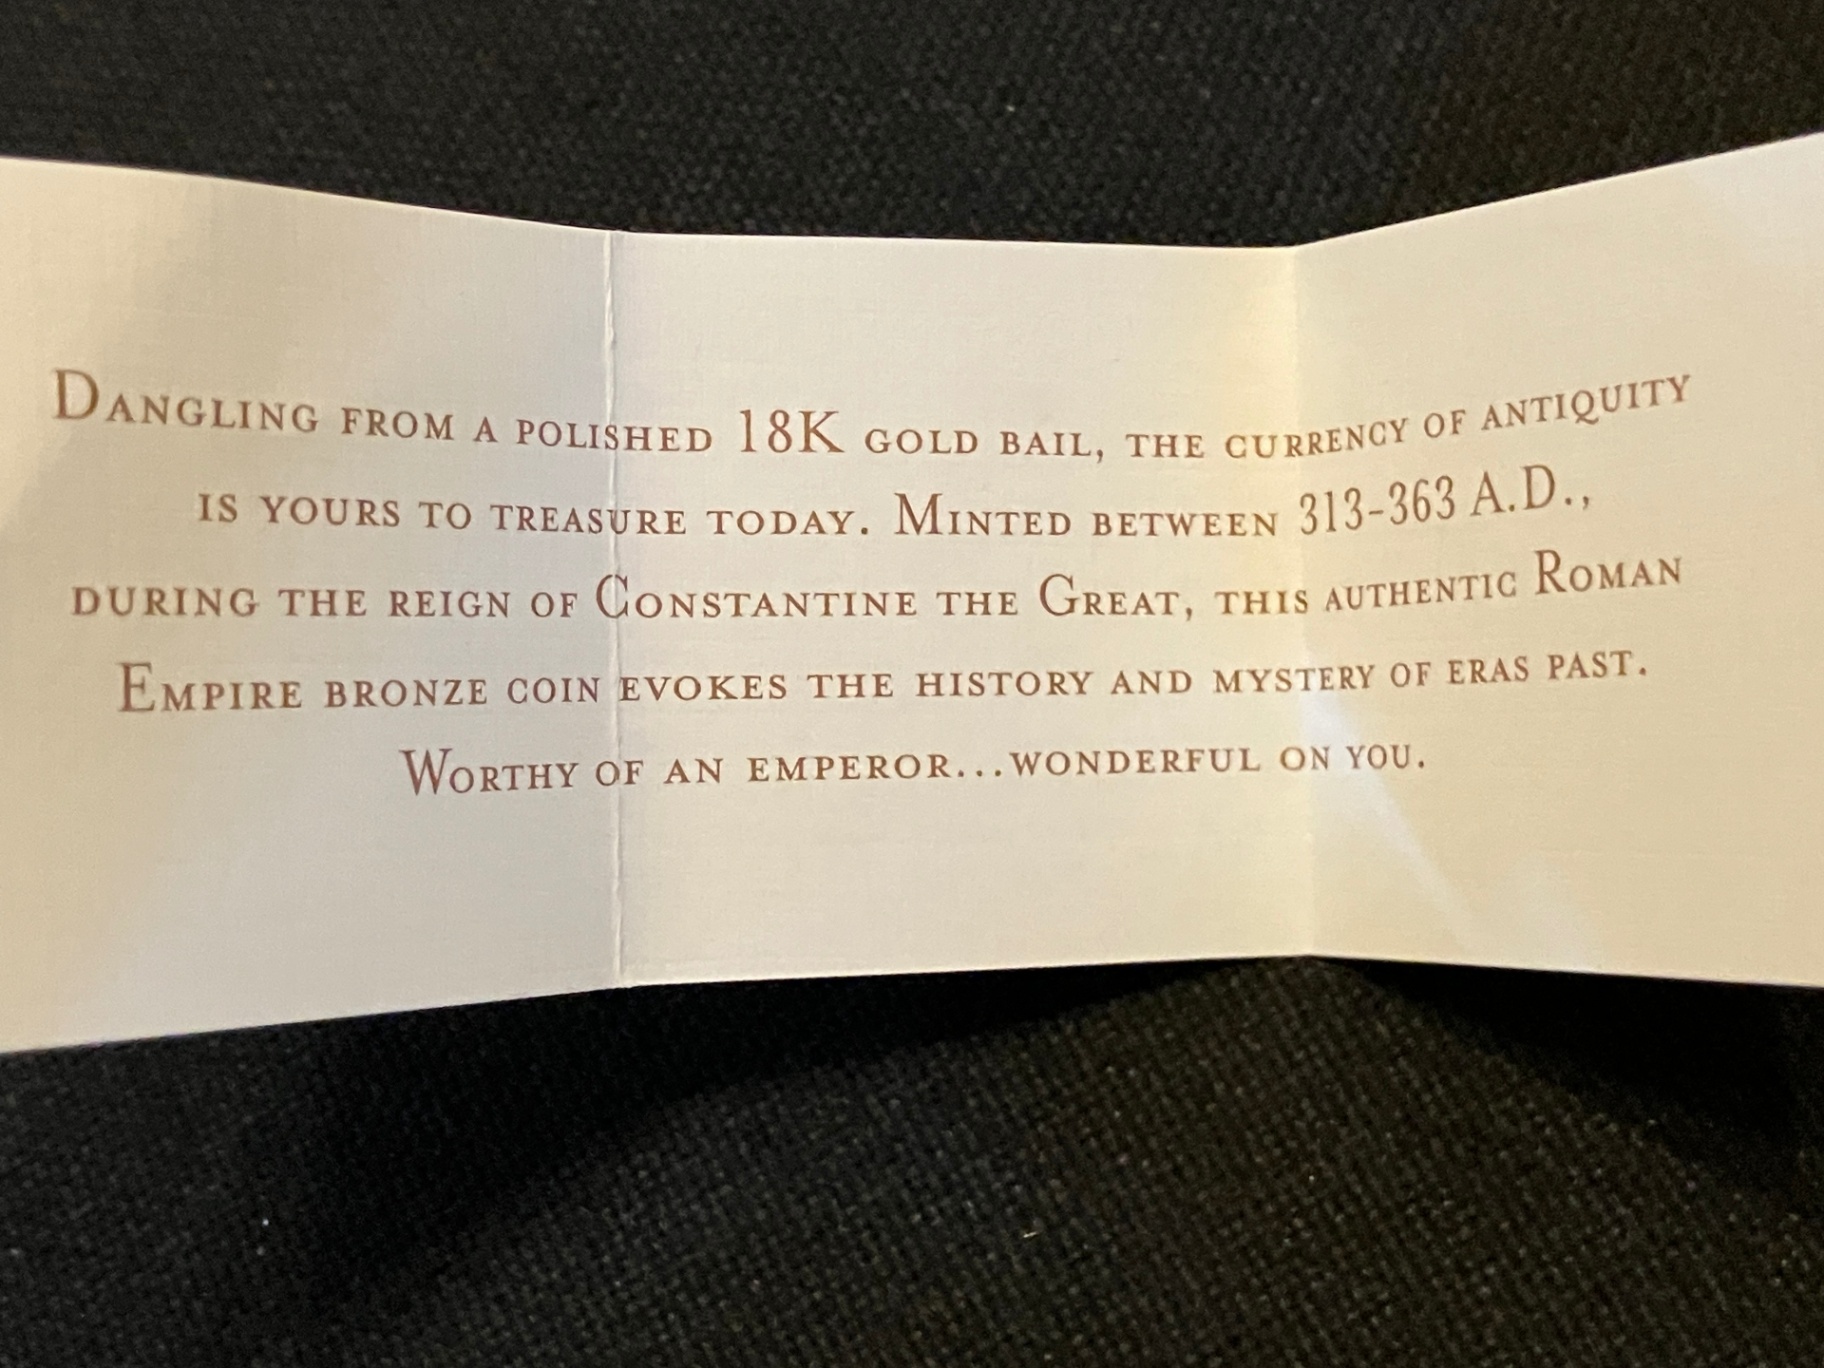 Dangling from a polished 18K gold bail, the currency of antiquity
is yours to treasure today. Minted between 313-363 A.D.,
during the reign of Constantine the Great, this authentic Roman
Empire bronze coin evokes the history and mystery of eras past.
Worthy of an emperor...wonderful on you.